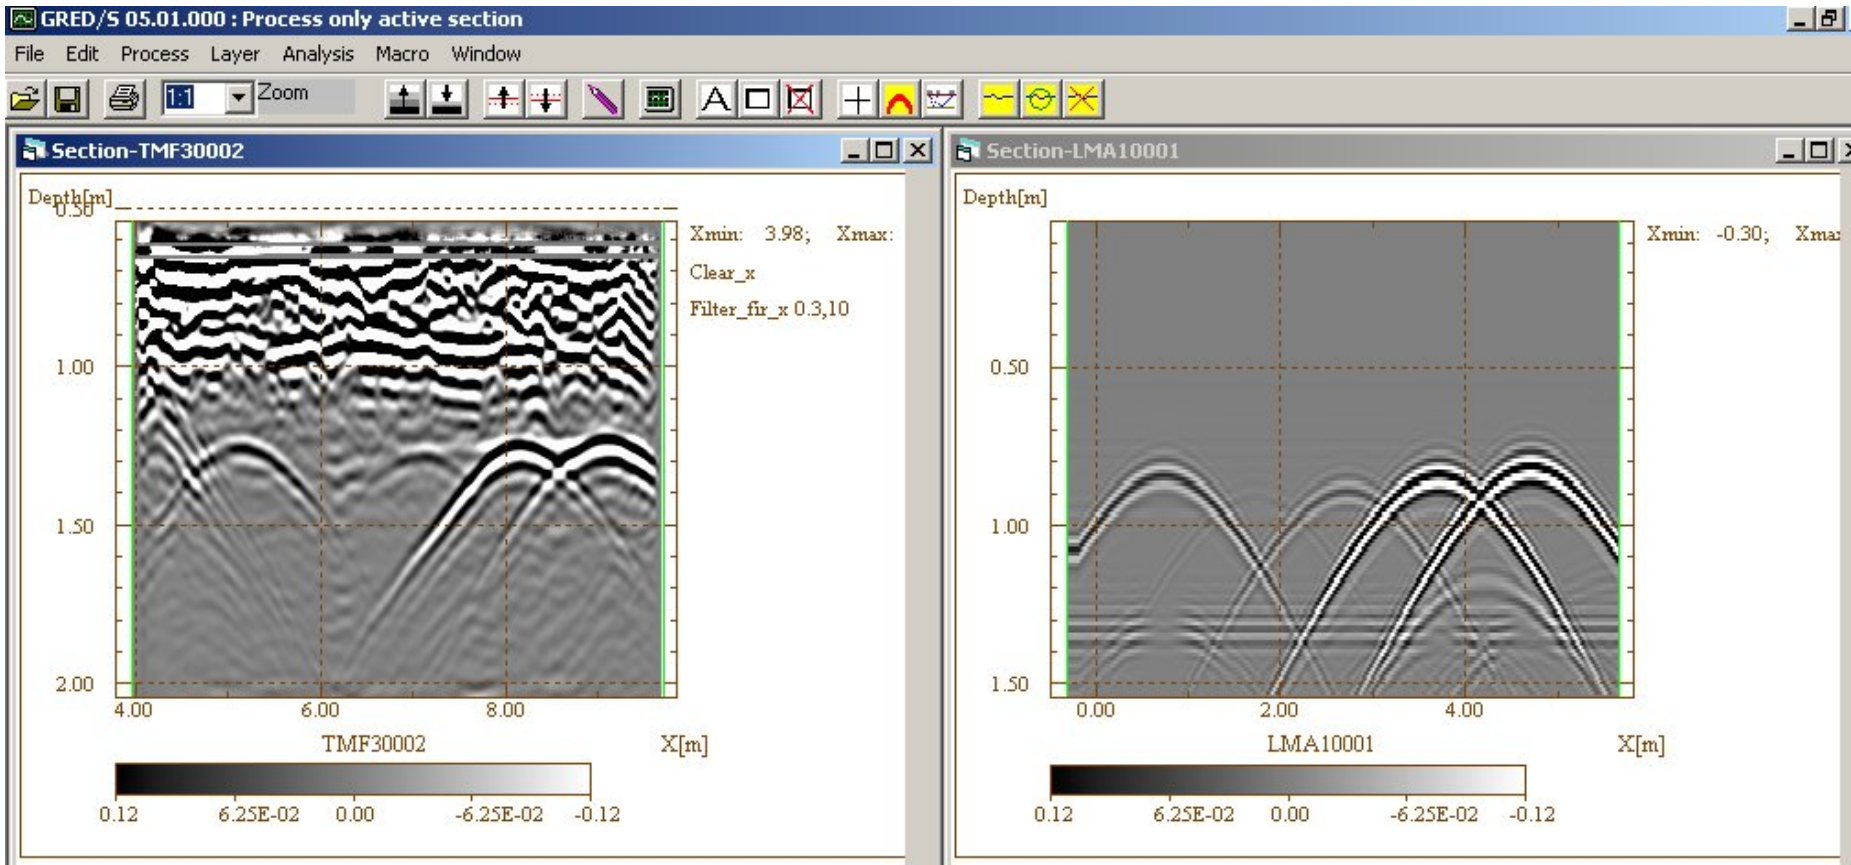 GRED/S 05.01.000 : Process only active section
File Edit Process Layer Analysis Macro Window
1:1 Zoom A
Section-TMF30002
Depth[m]
0.50
Xmin: 3.98; Xmax:
Clear_x
Filter_fir_x 0.3,10
1.00
1.50
2.00
4.00 6.00 8.00
TMF30002 X[m]
0.12 6.25E-02 0.00 -6.25E-02 -0.12
Section-LMA10001
Depth[m]
Xmin: -0.30; Xmax
0.50
1.00
1.50
0.00 2.00 4.00
LMA10001 X[m]
0.12 6.25E-02 0.00 -6.25E-02 -0.12